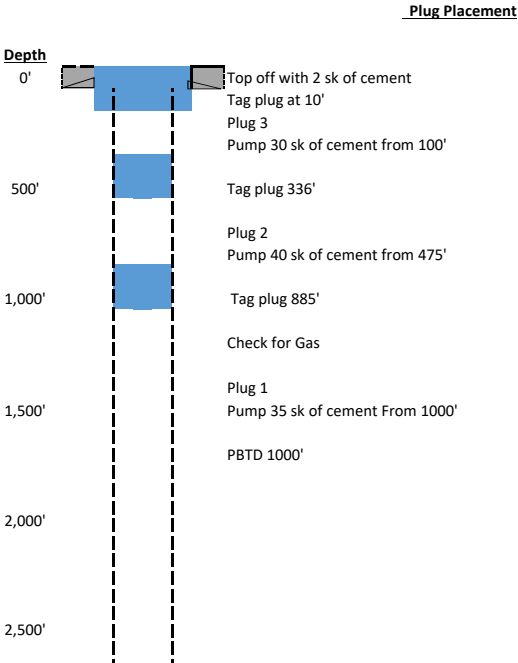 Plug Placement
Depth
0'
Top off with 2 sk of cement
Tag plug at 10'
Plug 3
Pump 30 sk of cement from 100'
500'
Tag plug 336'
Plug 2
Pump 40 sk of cement from 475'
1,000'
Tag plug 885'
Check for Gas
Plug 1
1,500'
Pump 35 sk of cement From 1000'
PBTD 1000'
2,000'
2,500'